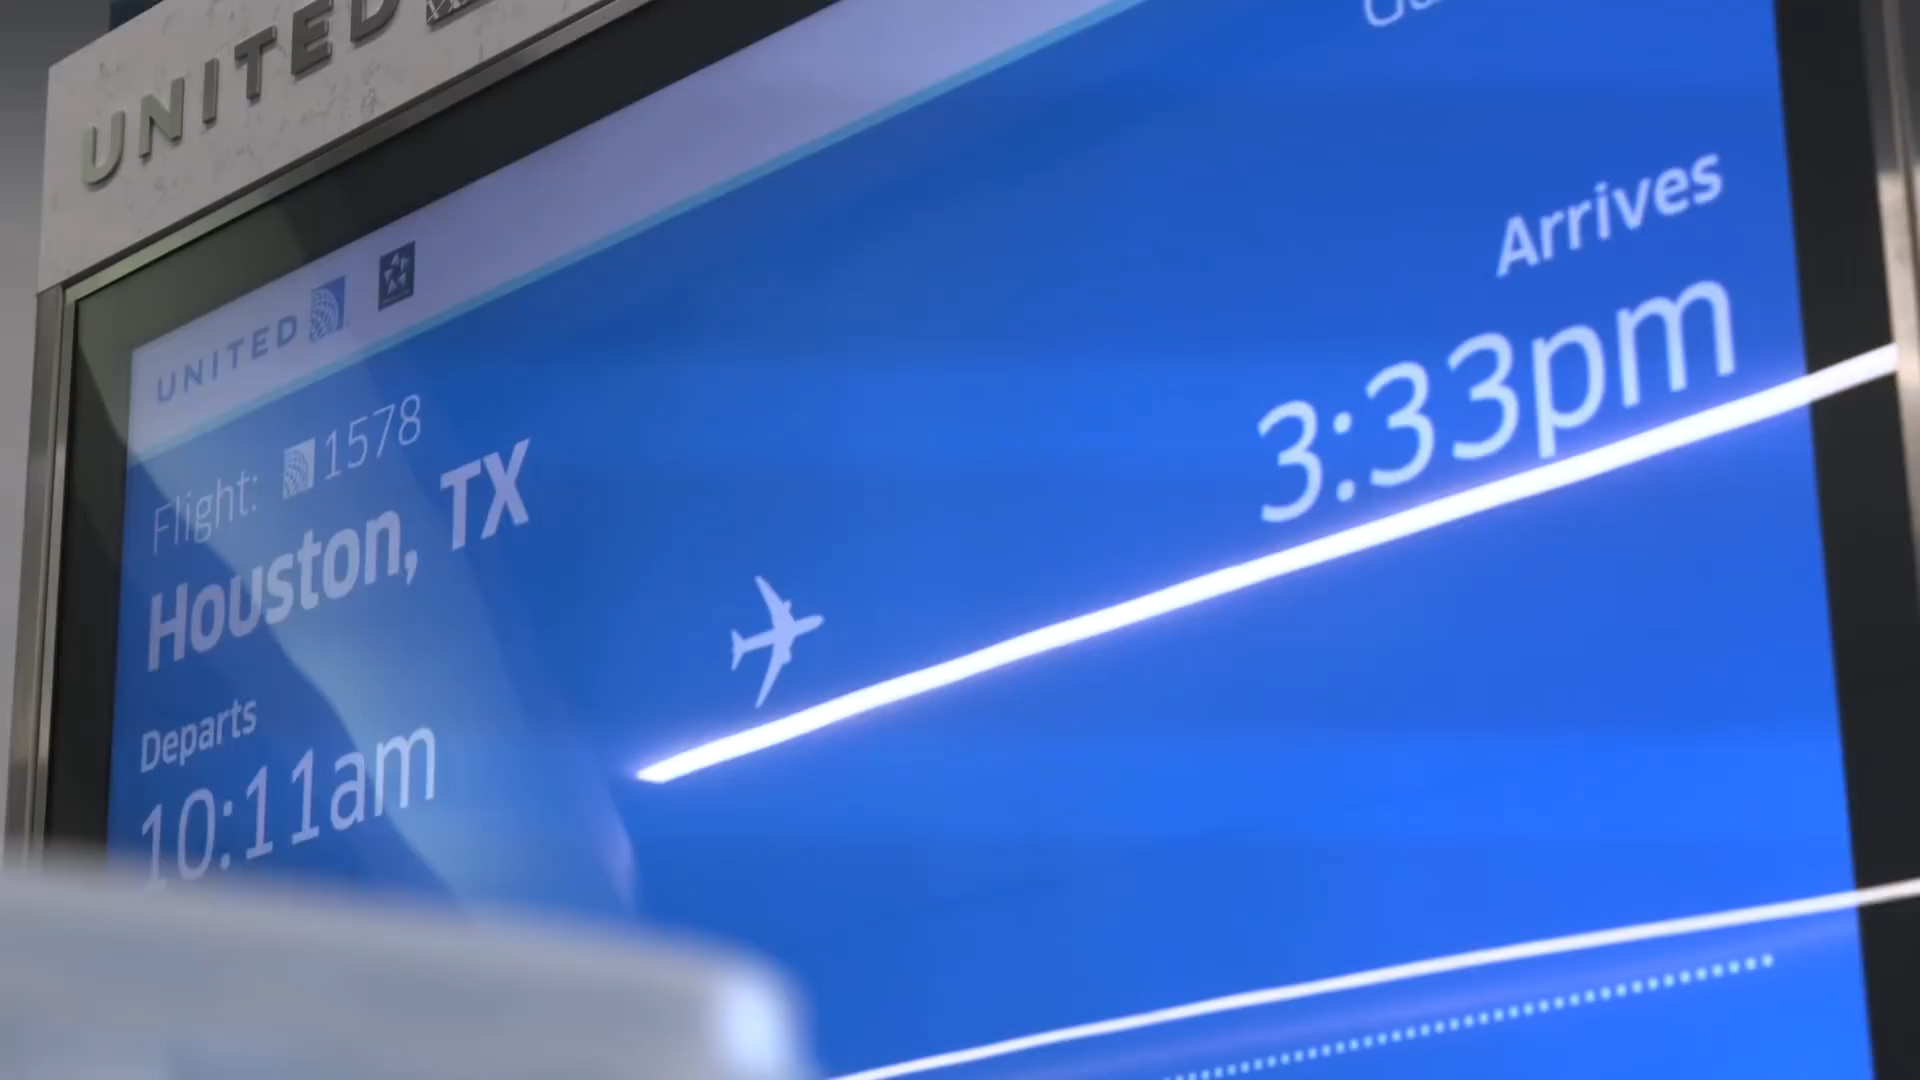 UNITED
UNITED
Flight: 1578
Houston, TX
Departs
10:11am
Arrives
3:33pm